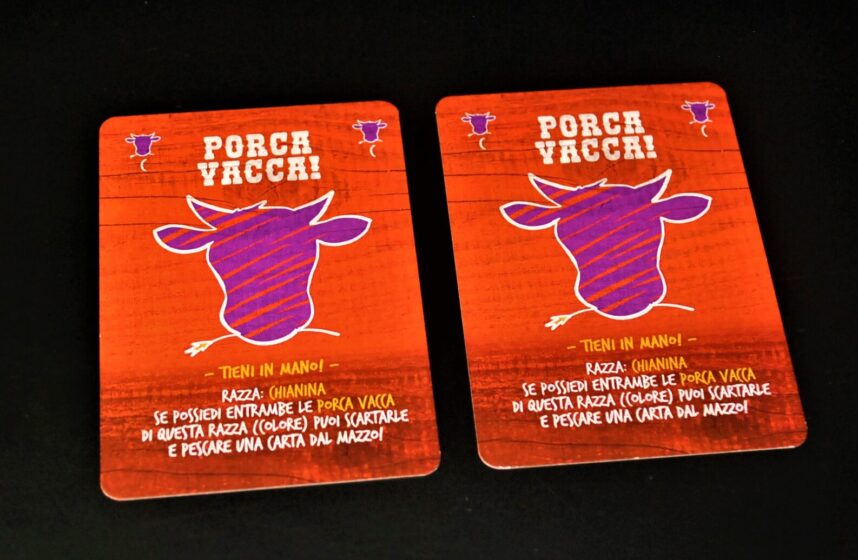 PORCA
VACCA!
– TIENI IN MANO! –
RAZZA: CHIANINA
SE POSSIEDI ENTRAMBE LE PORCA VACCA
DI QUESTA RAZZA (COLORE) PUOI SCARTARLE
E PESCARE UNA CARTA DAL MAZZO!
PORCA
VACCA!
– TIENI IN MANO! –
RAZZA: CHIANINA
SE POSSIEDI ENTRAMBE LE PORCA VACCA
DI QUESTA RAZZA (COLORE) PUOI SCARTARLE
E PESCARE UNA CARTA DAL MAZZO!